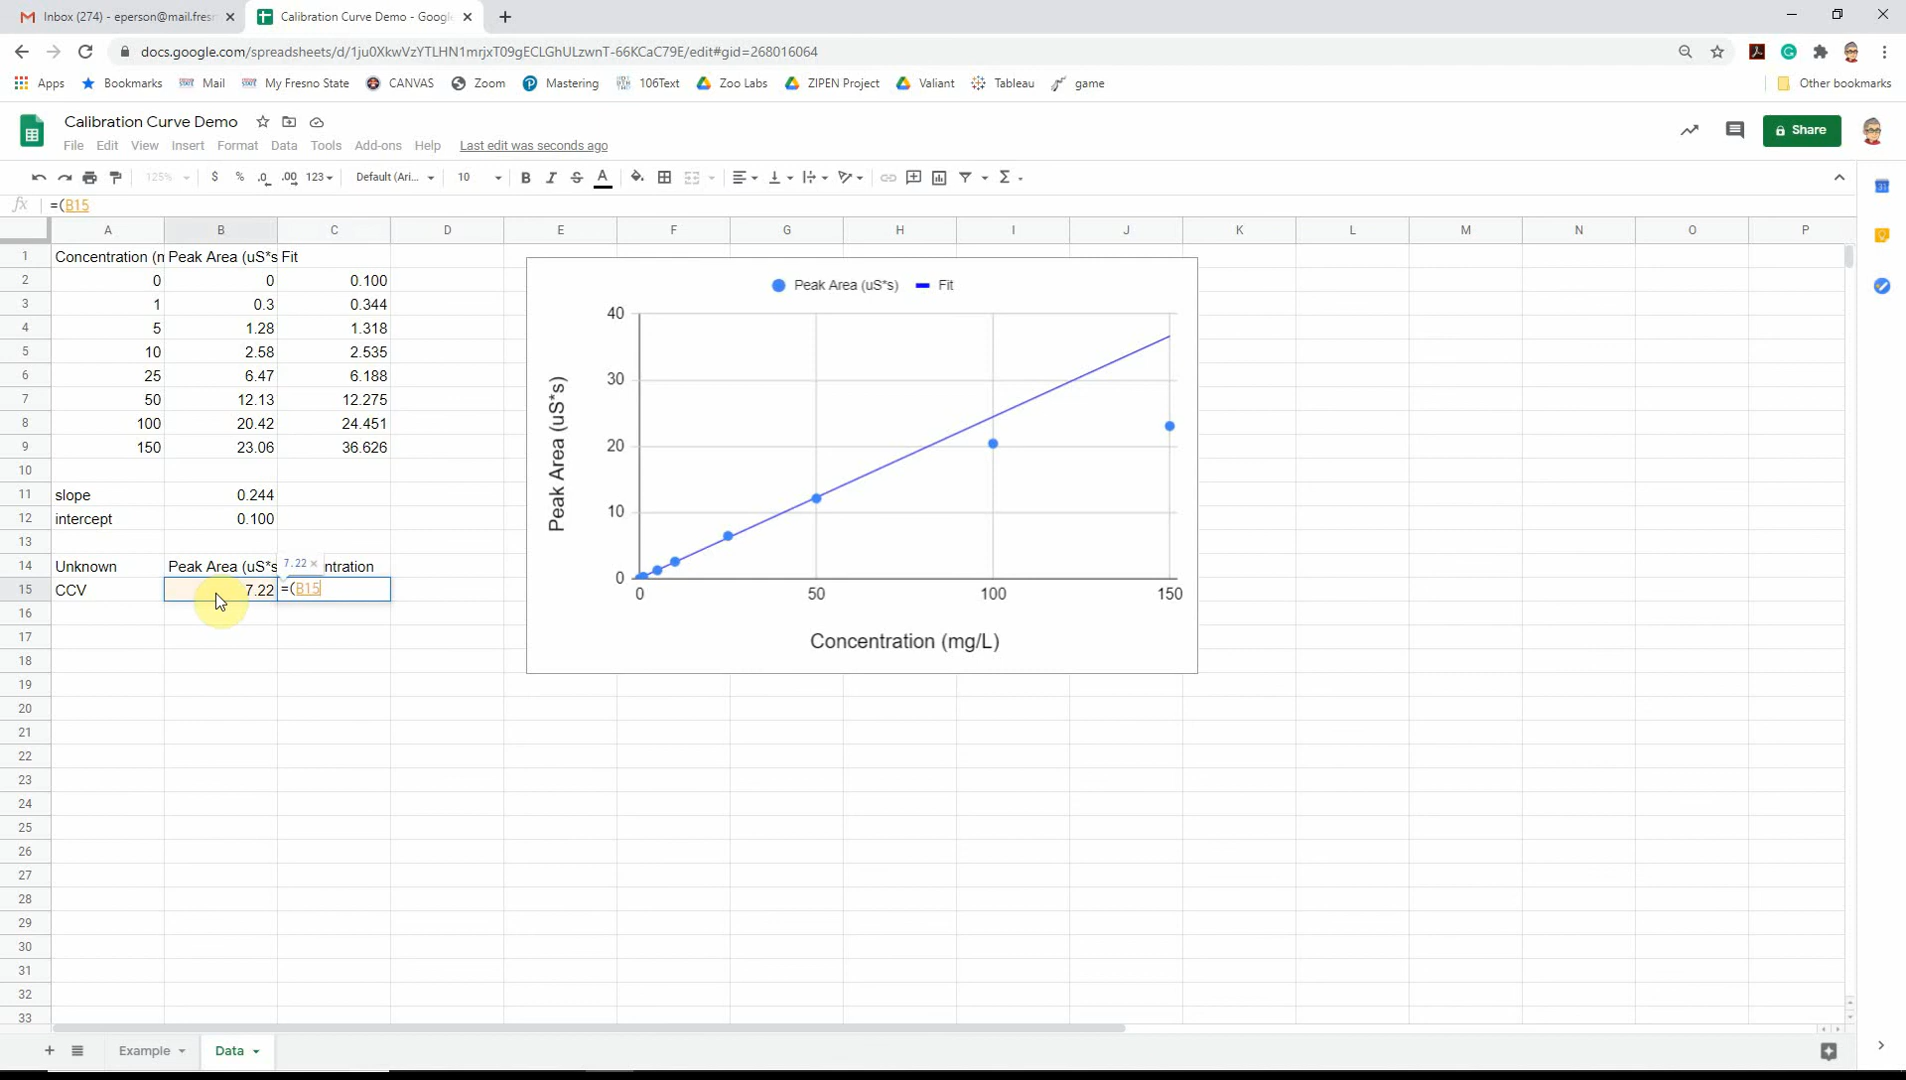 Inbox (274) - eperson@mail.fresn
Calibration Curve Demo - Google
docs.google.com/spreadsheets/d/1ju0XkwVzYTLHN1mrjxT09gECLGhULzwnT-66KCaC79E/edit#gid=268016064
Apps Bookmarks Mail My Fresno State CANVAS Zoom Mastering 106Text Zoo Labs ZIPEN Project Valiant Tableau game Other bookmarks
Calibration Curve Demo
Share
File Edit View Insert Format Data Tools Add-ons Help Last edit was seconds ago
125% $ % .0 .00 123 Default (Ari... 10 B I S A Σ
fx =(B15
A B C D E F G H I J K L M N O P
1 Concentration (m Peak Area (uS*s Fit
2 0 0 0.100
3 1 0.3 0.344
4 5 1.28 1.318
5 10 2.58 2.535
6 25 6.47 6.188
7 50 12.13 12.275
8 100 20.42 24.451
9 150 23.06 36.626
10
11 slope 0.244
12 intercept 0.100
13
14 Unknown Peak Area (uS*s ntration
7.22 ×
15 CCV 7.22 =(B15
16
17
18
19
20
21
22
23
24
25
26
27
28
29
30
31
32
33
Peak Area (uS*s) Fit
40
30
20
10
0
Peak Area (uS*s)
0 50 100 150
Concentration (mg/L)
31
+ Example Data